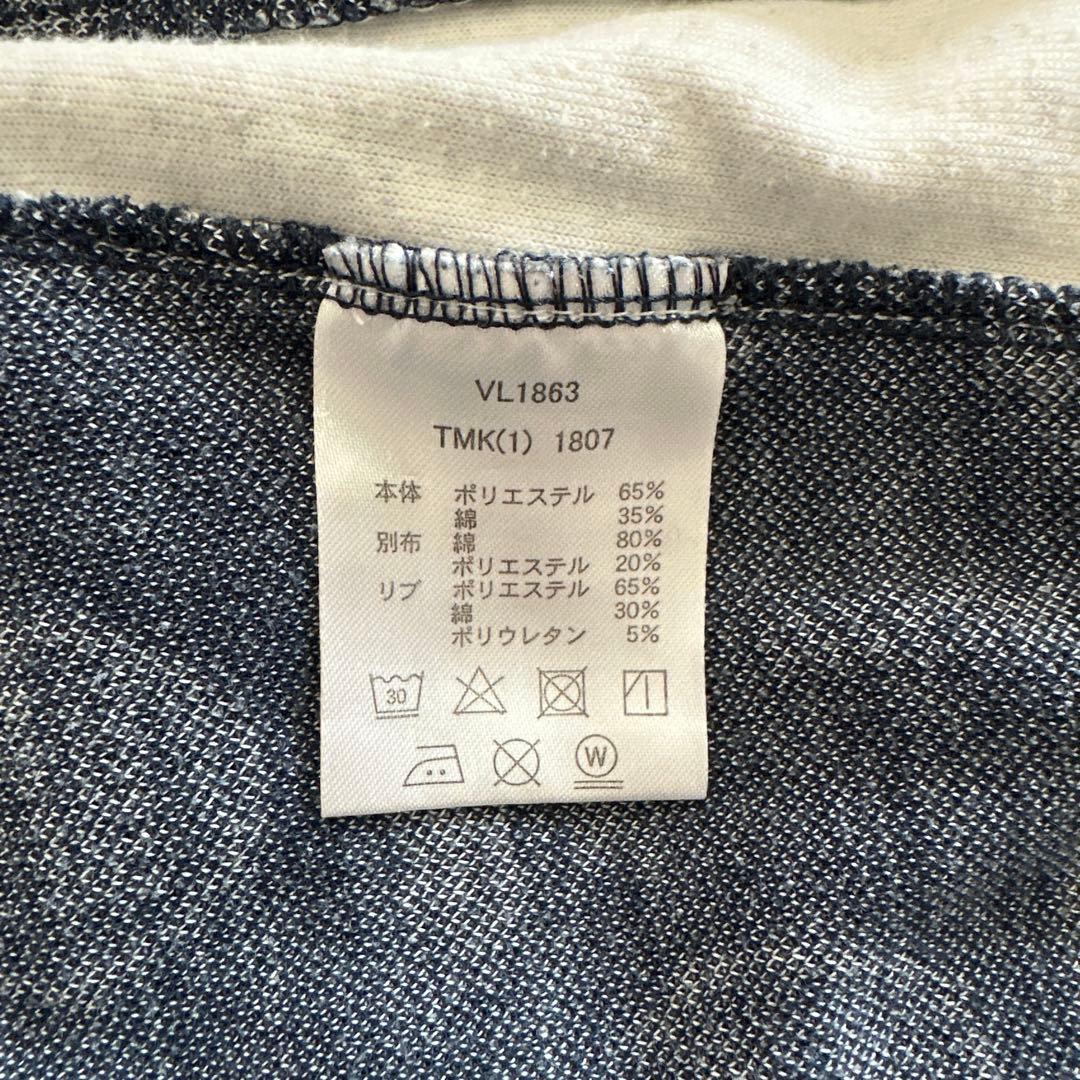 VL1863
TMK(1) 1807
本体 ポリエステル 65%
綿 35%
別布 綿 80%
ポリエステル 20%
リブ ポリエステル 65%
綿 30%
ポリウレタン 5%
30
W